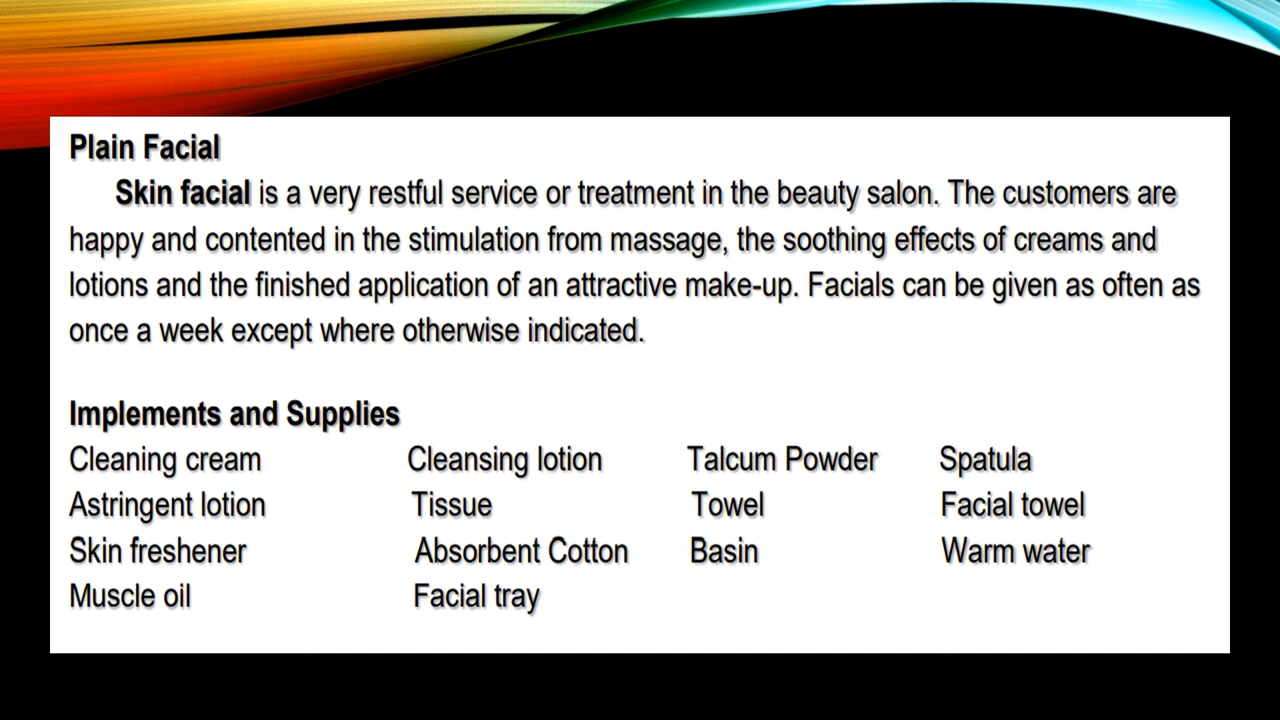 Plain Facial
Skin facial is a very restful service or treatment in the beauty salon. The customers are
happy and contented in the stimulation from massage, the soothing effects of creams and
lotions and the finished application of an attractive make-up. Facials can be given as often as
once a week except where otherwise indicated.
Implements and Supplies
Cleaning cream Cleansing lotion Talcum Powder Spatula
Astringent lotion Tissue Towel Facial towel
Skin freshener Absorbent Cotton Basin Warm water
Muscle oil Facial tray